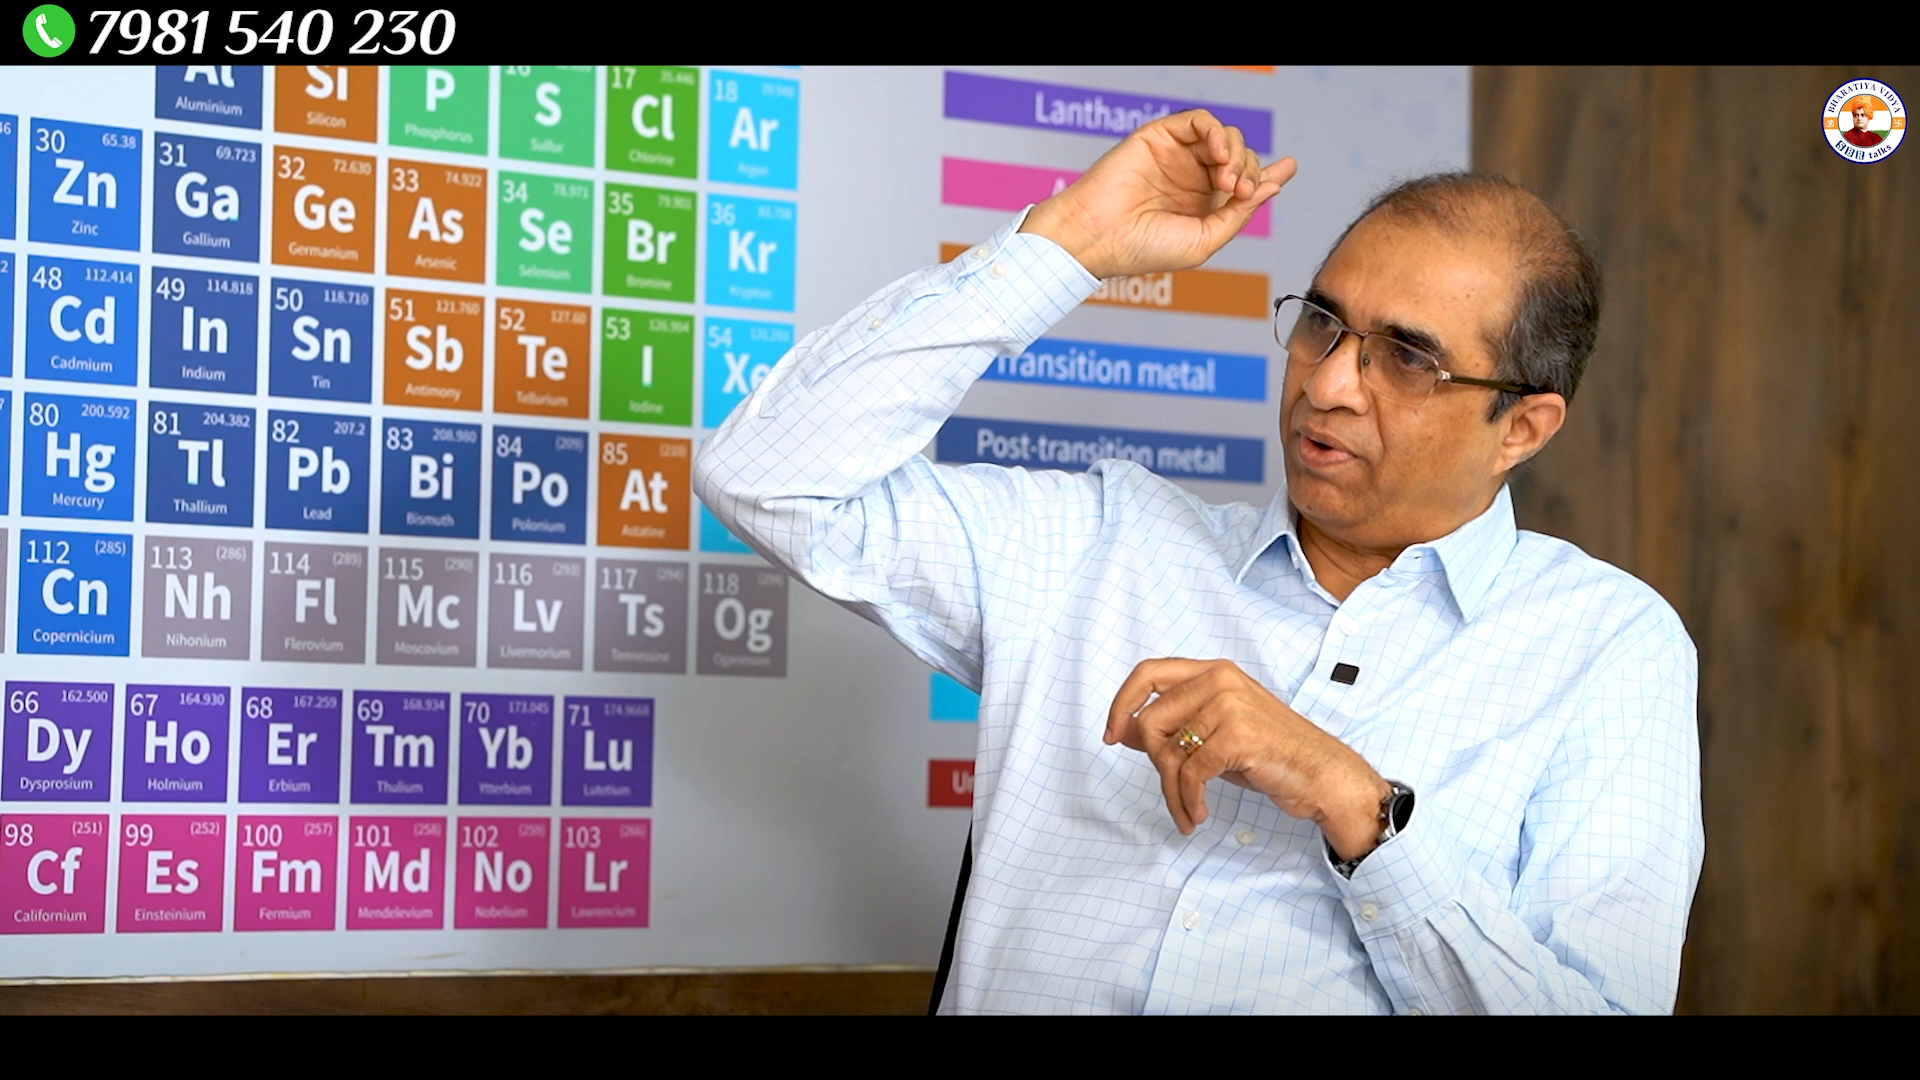 7981 540 230
BHARATIYA VIDYA
talks
Al
Aluminium
Si
Silicon
P
Phosphorus
16
S
Sulfur
17
Cl
Chlorine
18
Ar
Argon
30 65.38
Zn
Zinc
31 69.723
Ga
Gallium
32 72.630
Ge
Germanium
33 74.922
As
Arsenic
34 78.971
Se
Selenium
35 79.901
Br
Bromine
36
Kr
Krypton
48 112.414
Cd
Cadmium
49 114.818
In
Indium
50 118.710
Sn
Tin
51 121.760
Sb
Antimony
52 127.60
Te
Tellurium
53 126.904
I
Iodine
54 131.293
Xe
80 200.592
Hg
Mercury
81 204.382
Tl
Thallium
82 207.2
Pb
Lead
83 208.980
Bi
Bismuth
84 (209)
Po
Polonium
85 (210)
At
Astatine
112 (285)
Cn
Copernicium
113 (286)
Nh
Nihonium
114 (289)
Fl
Flerovium
115 (290)
Mc
Moscovium
116 (293)
Lv
Livermorium
117 (294)
Ts
Tennessine
118 (294)
Og
Oganesson
66 162.500
Dy
Dysprosium
67 164.930
Ho
Holmium
68 167.259
Er
Erbium
69 168.934
Tm
Thulium
70 173.045
Yb
Ytterbium
71 174.9668
Lu
Lutetium
98 (251)
Cf
Californium
99 (252)
Es
Einsteinium
100 (257)
Fm
Fermium
101 (258)
Md
Mendelevium
102 (259)
No
Nobelium
103 (266)
Lr
Lawrencium
Lanthanid
Transition metal
Post-transition metal